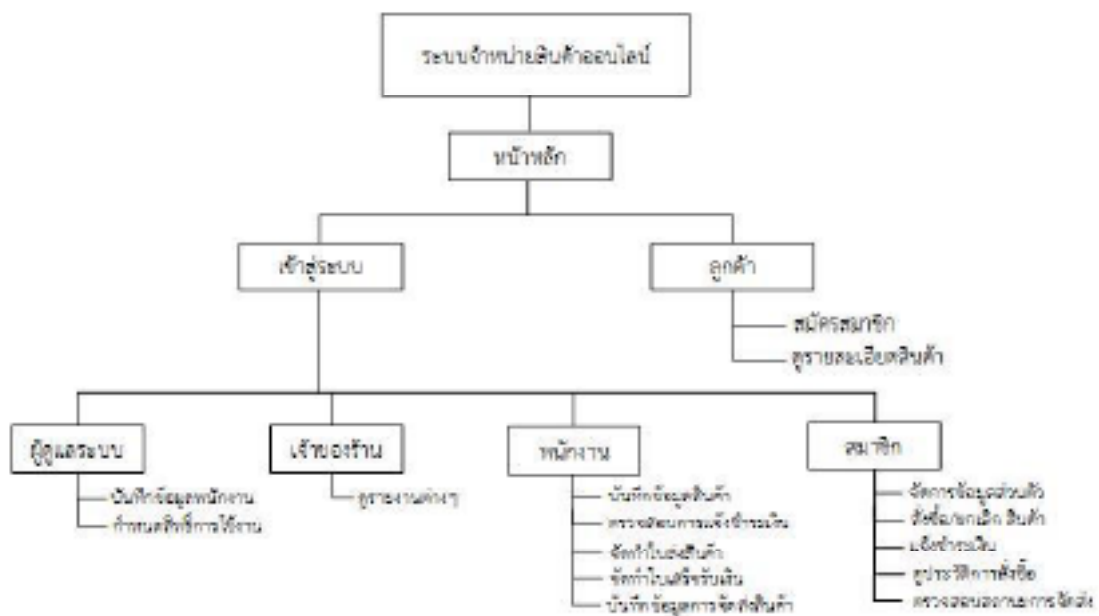 ระบบจำหน่ายสินค้าออนไลน์
หน้าหลัก
เข้าสู่ระบบ
ลูกค้า
สมัครสมาชิก
ดูรายละเอียดสินค้า
ผู้ดูแลระบบ
เจ้าของร้าน
พนักงาน
สมาชิก
บันทึกข้อมูลพนักงาน
กำหนดสิทธิ์การใช้งาน
ดูรายงานต่างๆ
บันทึกข้อมูลสินค้า
ตรวจสอบการแจ้งชำระเงิน
จัดทำใบส่งสินค้า
จัดทำใบเสร็จรับเงิน
บันทึกข้อมูลการจัดส่งสินค้า
จัดการข้อมูลส่วนตัว
สั่งซื้อ/ยกเลิก สินค้า
แจ้งชำระเงิน
ดูประวัติการสั่งซื้อ
ตรวจสอบสถานะการจัดส่ง